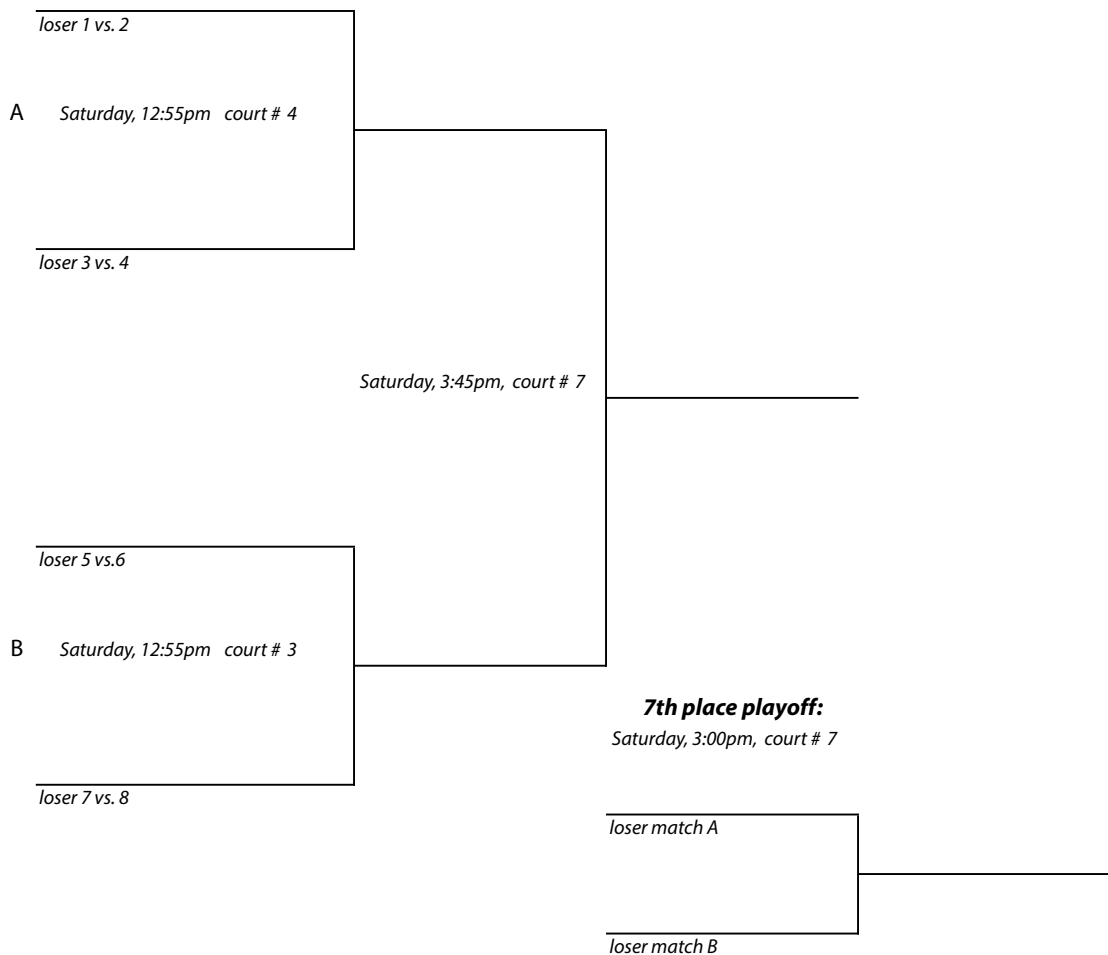 loser 1 vs. 2
A Saturday, 12:55pm court # 4
loser 3 vs. 4
Saturday, 3:45pm, court # 7
loser 5 vs.6
B Saturday, 12:55pm court # 3
7th place playoff:
Saturday, 3:00pm, court # 7
loser 7 vs. 8
loser match A
loser match B